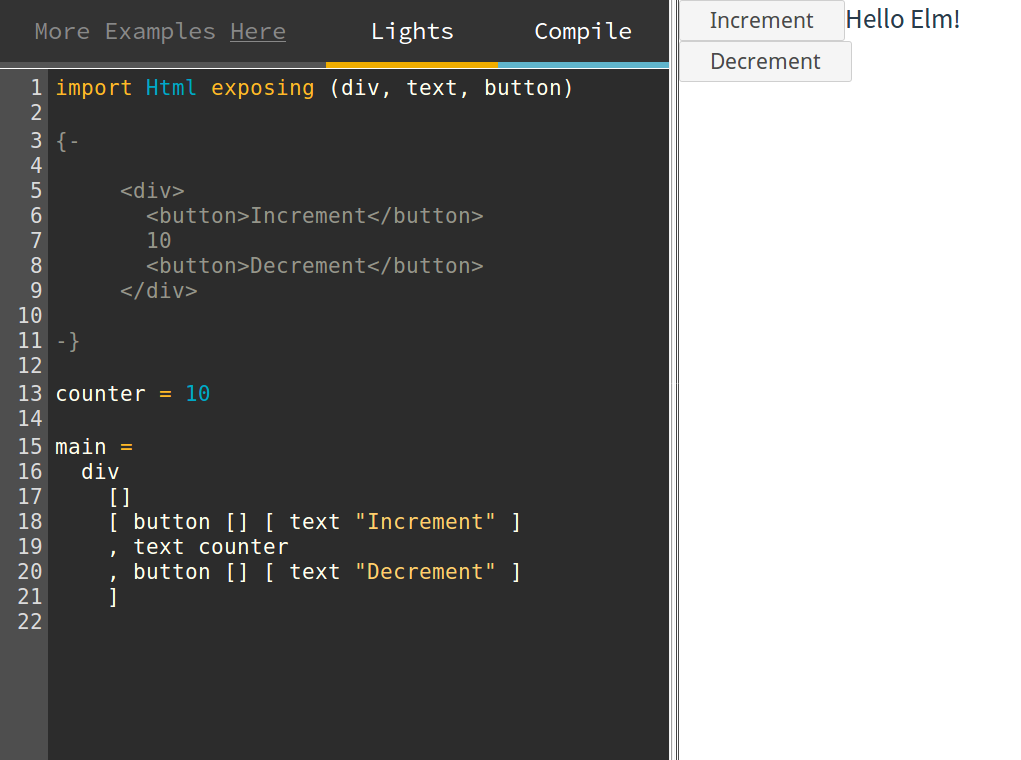 More Examples Here Lights Compile
1 import Html exposing (div, text, button)
2
3 {-
4
5      <div>
6        <button>Increment</button>
7        10
8        <button>Decrement</button>
9      </div>
10
11 -}
12
13 counter = 10
14
15 main =
16   div
17     []
18     [ button [] [ text "Increment" ]
19     , text counter
20     , button [] [ text "Decrement" ]
21     ]
22
Increment Hello Elm!
Decrement